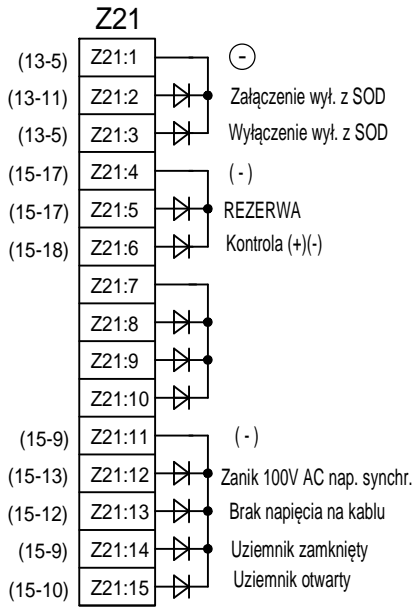 Z21
(13-5) Z21:1 -
(13-11) Z21:2 Załączenie wył. z SOD
(13-5) Z21:3 Wyłączenie wył. z SOD
(15-17) Z21:4 (-)
(15-17) Z21:5 REZERWA
(15-18) Z21:6 Kontrola (+)(-)
Z21:7
Z21:8
Z21:9
Z21:10
(15-9) Z21:11 (-)
(15-13) Z21:12 Zanik 100V AC nap. synchr.
(15-12) Z21:13 Brak napięcia na kablu
(15-9) Z21:14 Uziemnik zamknięty
(15-10) Z21:15 Uziemnik otwarty